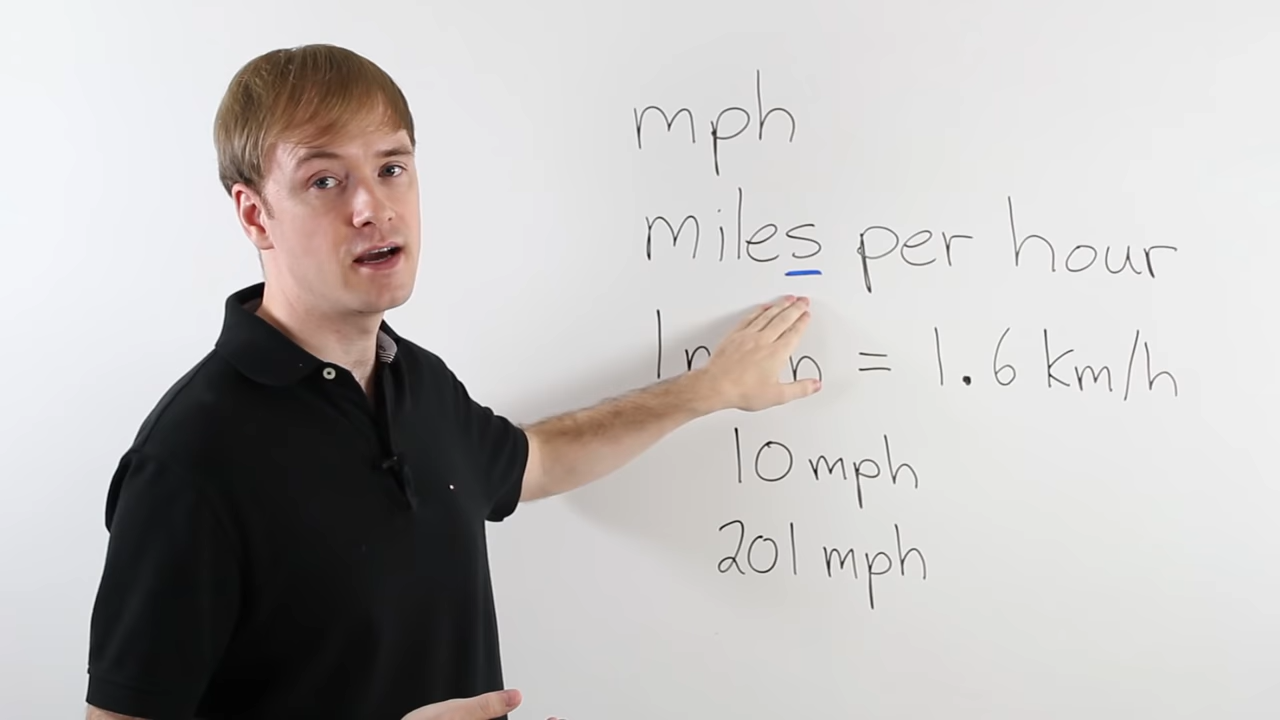 mph
miles per hour
1 = 1.6 km/h
10 mph
201 mph